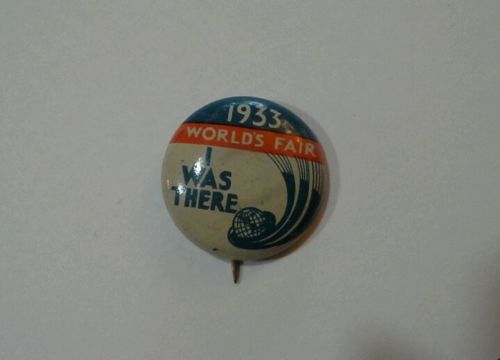 1933
WORLD'S FAIR
I
WAS
THERE